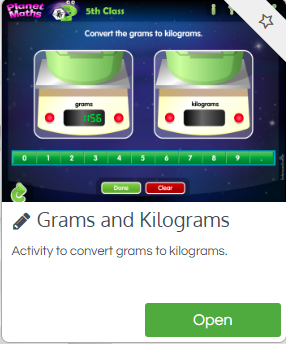 Planet
Maths
5th Class
Convert the grams to kilograms.
grams
kilograms
1156
0 1 2 3 4 5 6 7 8 9 .
Done
Clear
Grams and Kilograms
Activity to convert grams to kilograms.
Open